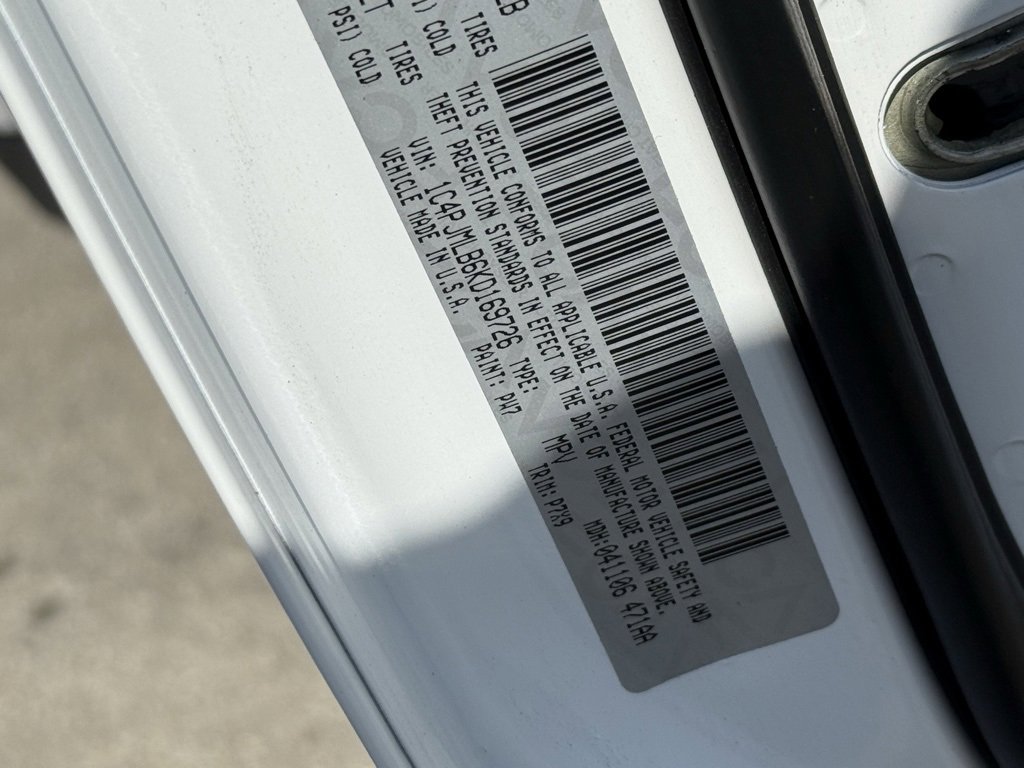 LB
TIRES
COLD
ET
TIRES
PSI) COLD
THIS VEHICLE CONFORMS TO ALL APPLICABLE U.S.A. FEDERAL MOTOR VEHICLE SAFETY AND
THEFT PREVENTION STANDARDS IN EFFECT ON THE DATE OF MANUFACTURE SHOWN ABOVE.
VIN: 1C4PJMLB6KD169726 TYPE: MPV MDH:041106 471AA
VEHICLE MADE IN U.S.A. PAINT: PW7 TRIM:P7X9